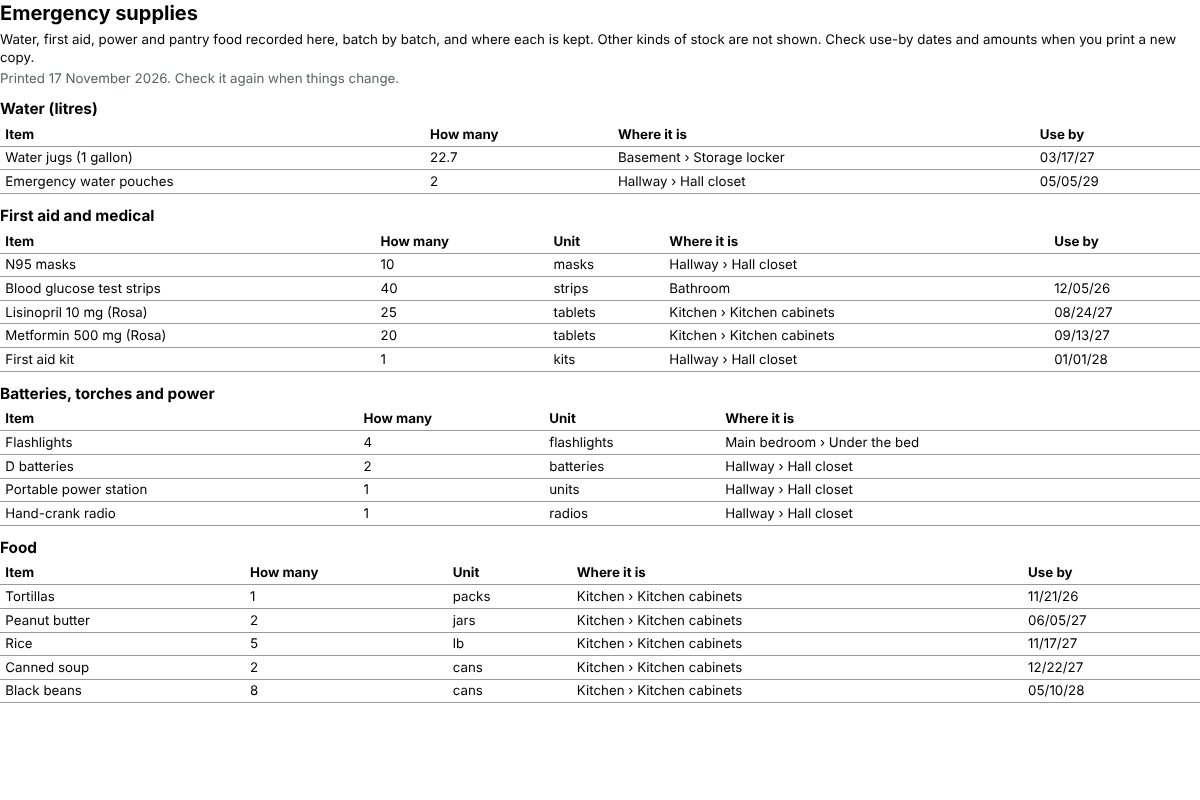 Emergency supplies
Water, first aid, power and pantry food recorded here, batch by batch, and where each is kept. Other kinds of stock are not shown. Check use-by dates and amounts when you print a new
copy.
Printed 17 November 2026. Check it again when things change.
Water (litres)
Item How many Where it is Use by
Water jugs (1 gallon) 22.7 Basement › Storage locker 03/17/27
Emergency water pouches 2 Hallway › Hall closet 05/05/29
First aid and medical
Item How many Unit Where it is Use by
N95 masks 10 masks Hallway › Hall closet
Blood glucose test strips 40 strips Bathroom 12/05/26
Lisinopril 10 mg (Rosa) 25 tablets Kitchen › Kitchen cabinets 08/24/27
Metformin 500 mg (Rosa) 20 tablets Kitchen › Kitchen cabinets 09/13/27
First aid kit 1 kits Hallway › Hall closet 01/01/28
Batteries, torches and power
Item How many Unit Where it is
Flashlights 4 flashlights Main bedroom › Under the bed
D batteries 2 batteries Hallway › Hall closet
Portable power station 1 units Hallway › Hall closet
Hand-crank radio 1 radios Hallway › Hall closet
Food
Item How many Unit Where it is Use by
Tortillas 1 packs Kitchen › Kitchen cabinets 11/21/26
Peanut butter 2 jars Kitchen › Kitchen cabinets 06/05/27
Rice 5 lb Kitchen › Kitchen cabinets 11/17/27
Canned soup 2 cans Kitchen › Kitchen cabinets 12/22/27
Black beans 8 cans Kitchen › Kitchen cabinets 05/10/28